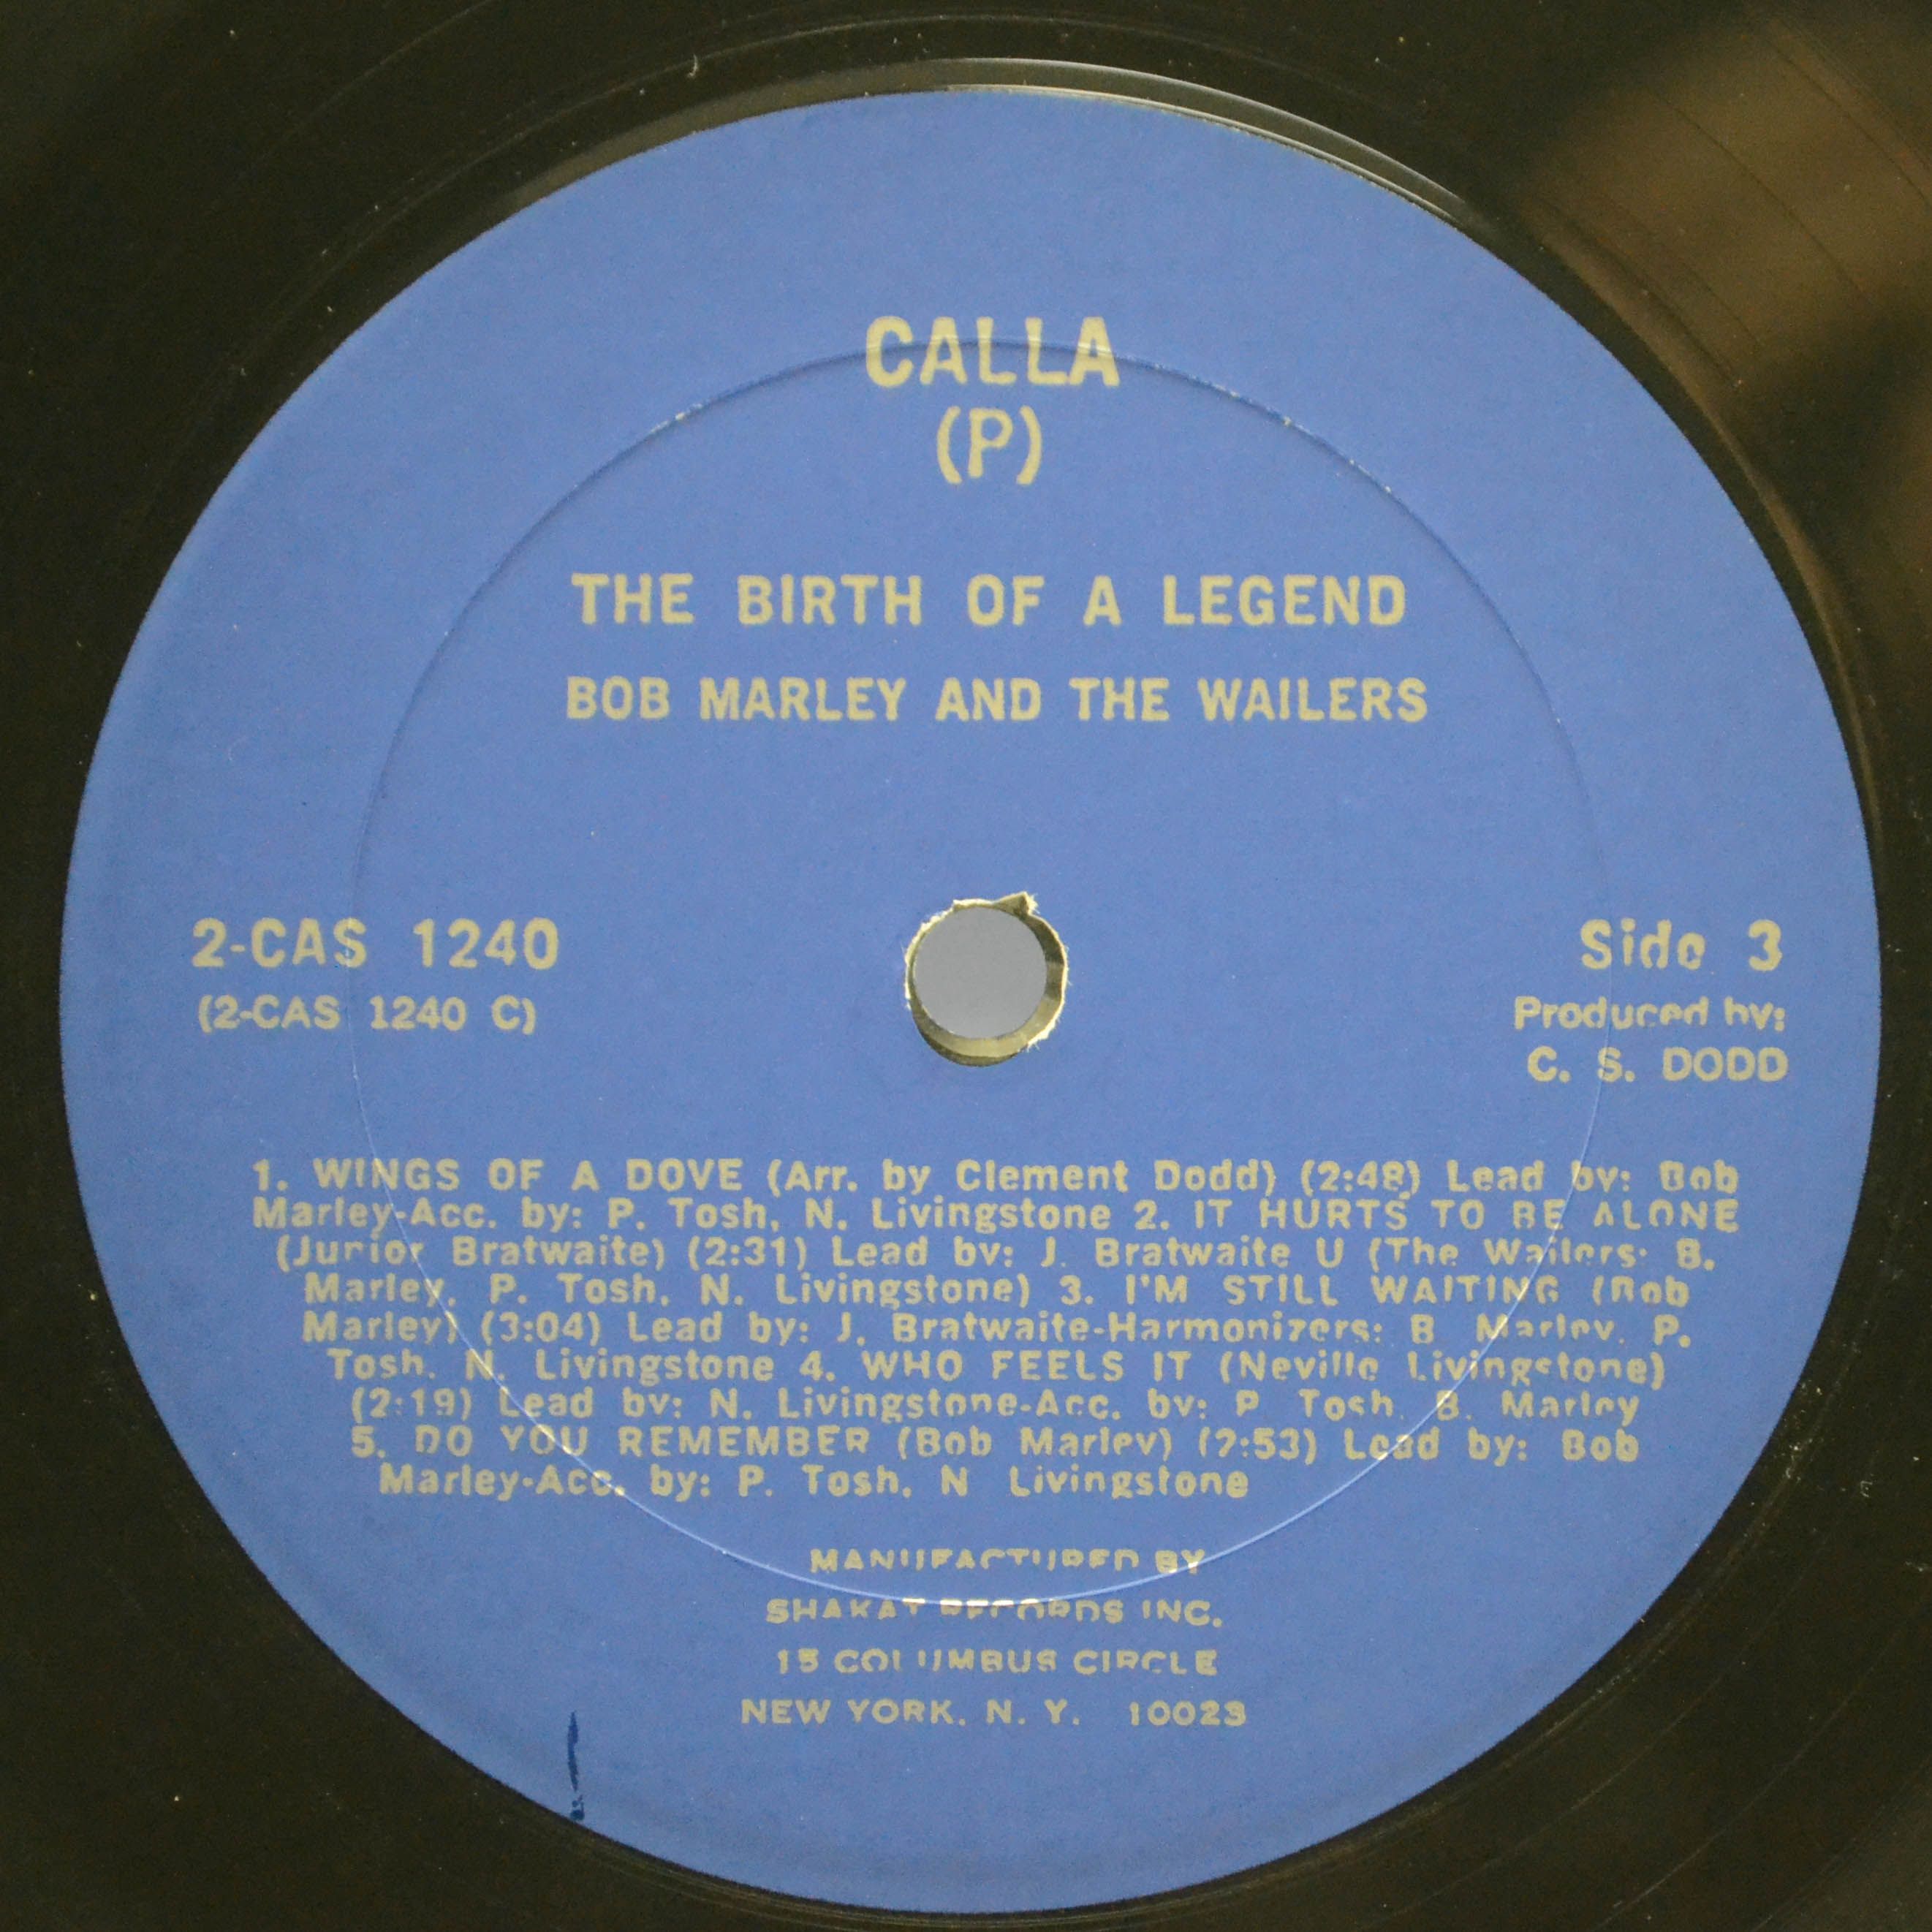 CALLA
(P)
THE BIRTH OF A LEGEND
BOB MARLEY AND THE WAILERS
2-CAS 1240
(2-CAS 1240 C)
Side 3
Produced by:
C. S. DODD
1. WINGS OF A DOVE (Arr. by Clement Dodd) (2:48) Lead by: Bob
Marley-Acc. by: P. Tosh, N. Livingstone 2. IT HURTS TO BE ALONE
(Junior Bratwaite) (2:31) Lead by: J. Bratwaite U (The Wailers: B.
Marley, P. Tosh, N. Livingstone) 3. I'M STILL WAITING (Bob
Marley) (3:04) Lead by: J. Bratwaite-Harmonizers: B Marley, P.
Tosh, N. Livingstone 4. WHO FEELS IT (Neville Livingstone)
(2:19) Lead by: N. Livingstone-Acc. by: P Tosh, B. Marley
5. DO YOU REMEMBER (Bob Marley) (2:53) Lead by: Bob
Marley-Acc. by: P. Tosh, N Livingstone
MANUFACTURED BY
SHAKAT RECORDS INC.
15 COLUMBUS CIRCLE
NEW YORK, N. Y. 10023